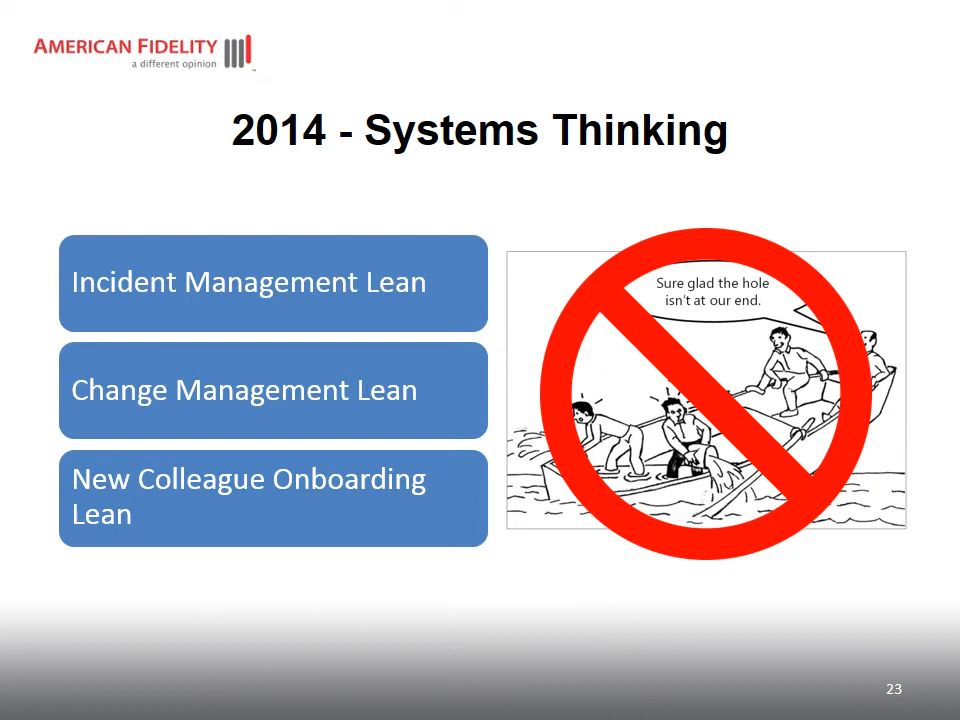 AMERICAN FIDELITY
a different opinion
2014 - Systems Thinking
Incident Management Lean
Change Management Lean
New Colleague Onboarding
Lean
Sure glad the hole
isn't at our end.
23